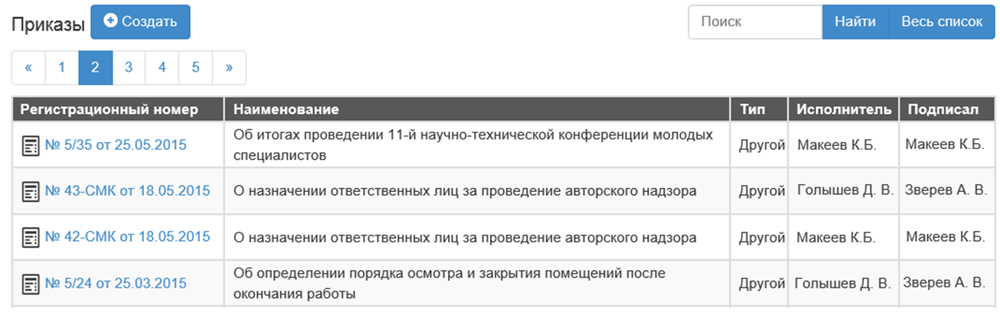 Приказы Создать Поиск Найти Весь список
« 1 2 3 4 5 »
Регистрационный номер Наименование Тип Исполнитель Подписал
№ 5/35 от 25.05.2015 Об итогах проведении 11-й научно-технической конференции молодых специалистов Другой Макеев К.Б. Макеев К.Б.
№ 43-СМК от 18.05.2015 О назначении ответственных лиц за проведение авторского надзора Другой Голышев Д. В. Зверев А. В.
№ 42-СМК от 18.05.2015 О назначении ответственных лиц за проведение авторского надзора Другой Макеев К.Б. Макеев К.Б.
№ 5/24 от 25.03.2015 Об определении порядка осмотра и закрытия помещений после окончания работы Другой Голышев Д. В. Зверев А. В.